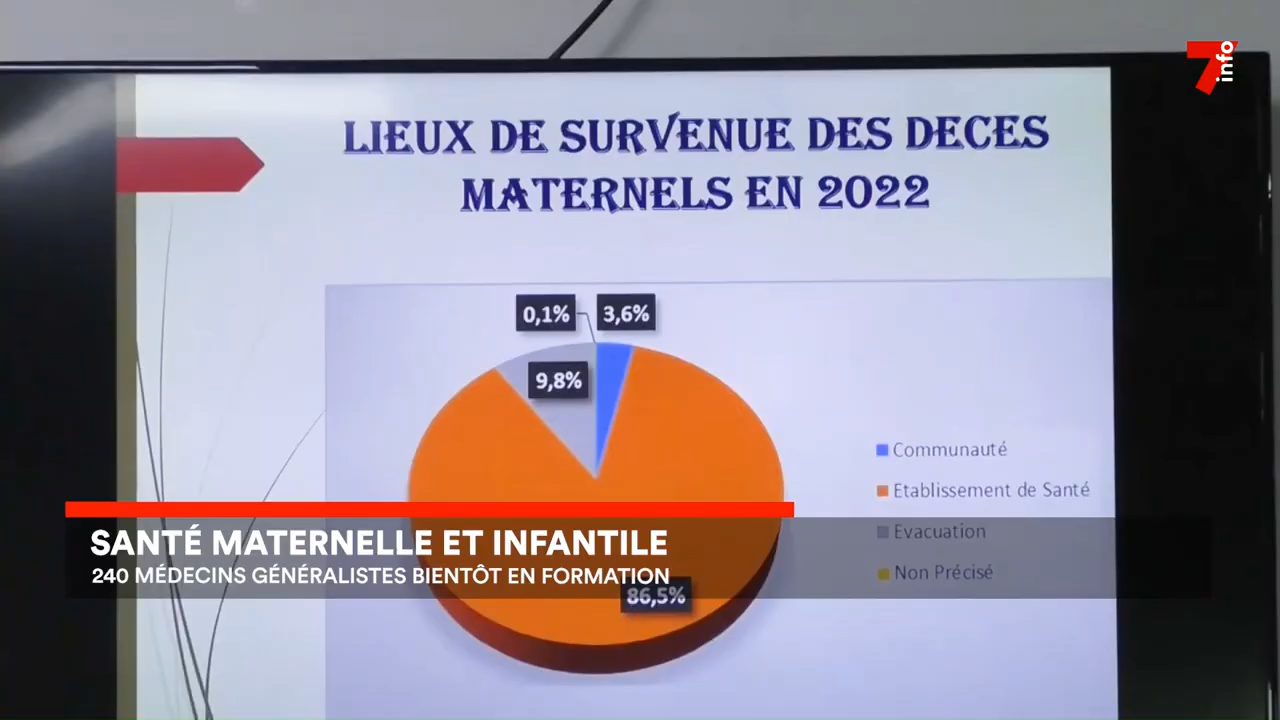 7info
LIEUX DE SURVENUE DES DECES
MATERNELS EN 2022
0,1%
3,6%
9,8%
Communauté
Etablissement de Santé
Evacuation
Non Précisé
SANTÉ MATERNELLE ET INFANTILE
240 MÉDECINS GÉNÉRALISTES BIENTÔT EN FORMATION
86,5%